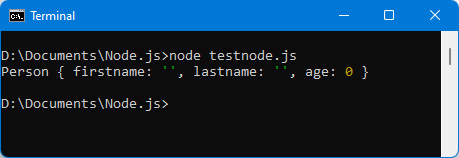 Terminal
D:\Documents\Node.js>node testnode.js
Person { firstname: '', lastname: '', age: 0 }
D:\Documents\Node.js>